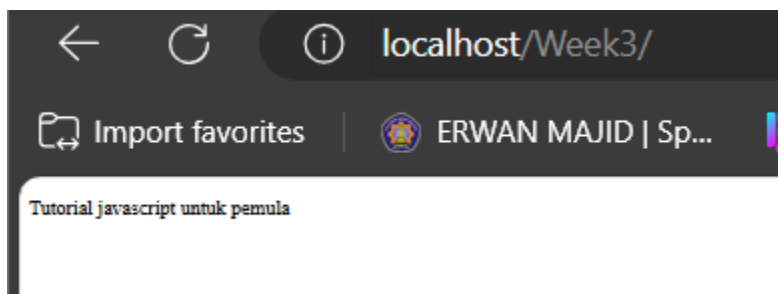 localhost/Week3/
Import favorites
ERWAN MAJID | Sp...
Tutorial javascript untuk pemula